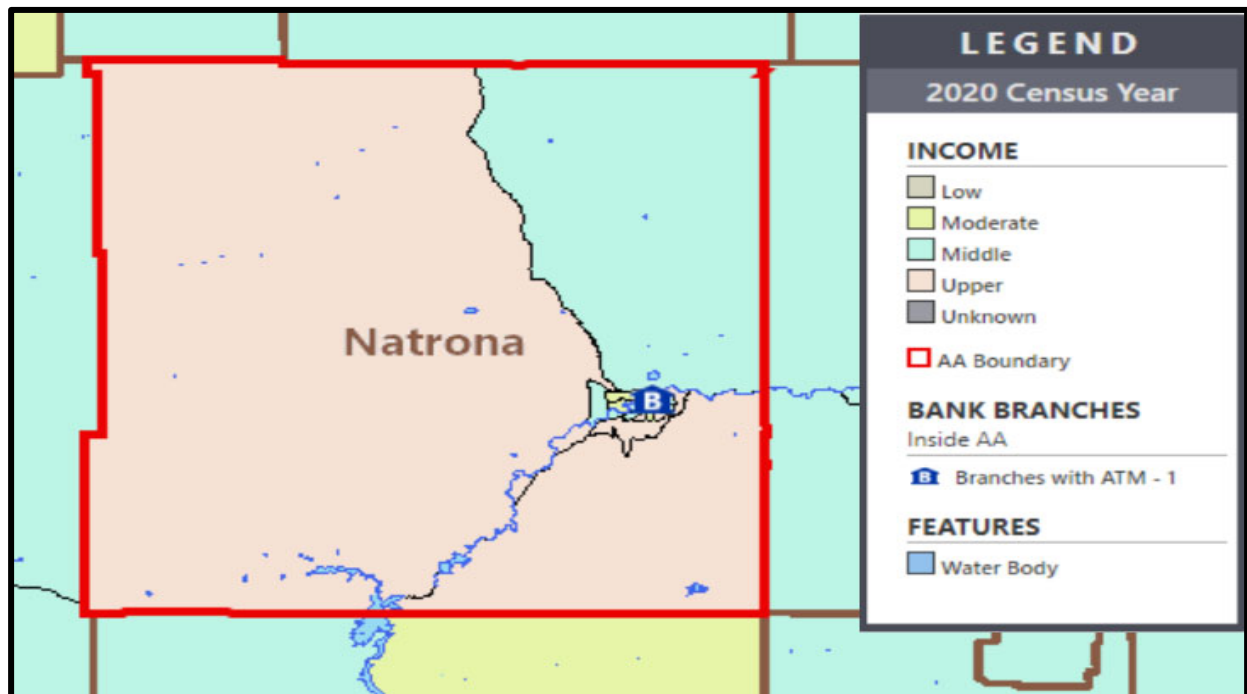 Natrona
B
LEGEND
2020 Census Year
INCOME
Low
Moderate
Middle
Upper
Unknown
AA Boundary
BANK BRANCHES
Inside AA
B Branches with ATM - 1
FEATURES
Water Body